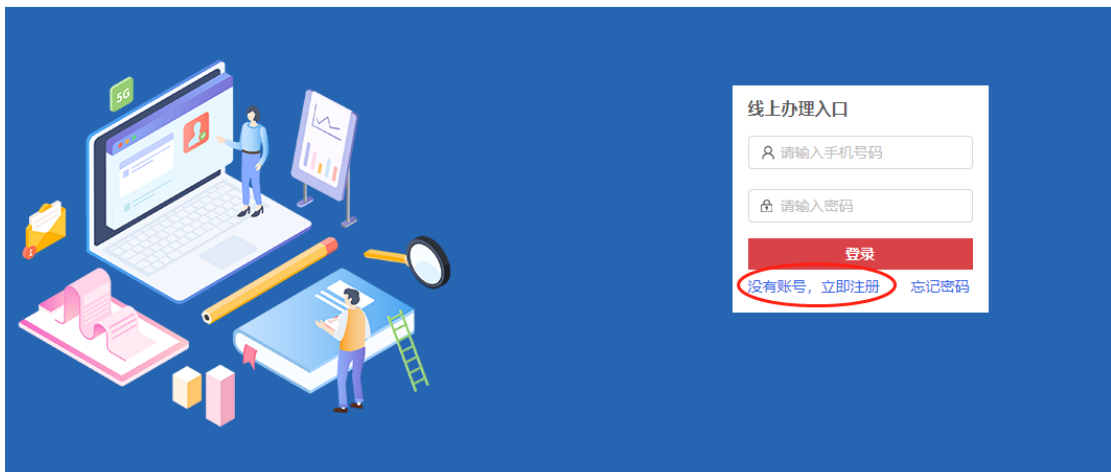 5G
线上办理入口
请输入手机号码
请输入密码
登录
没有账号，立即注册 忘记密码